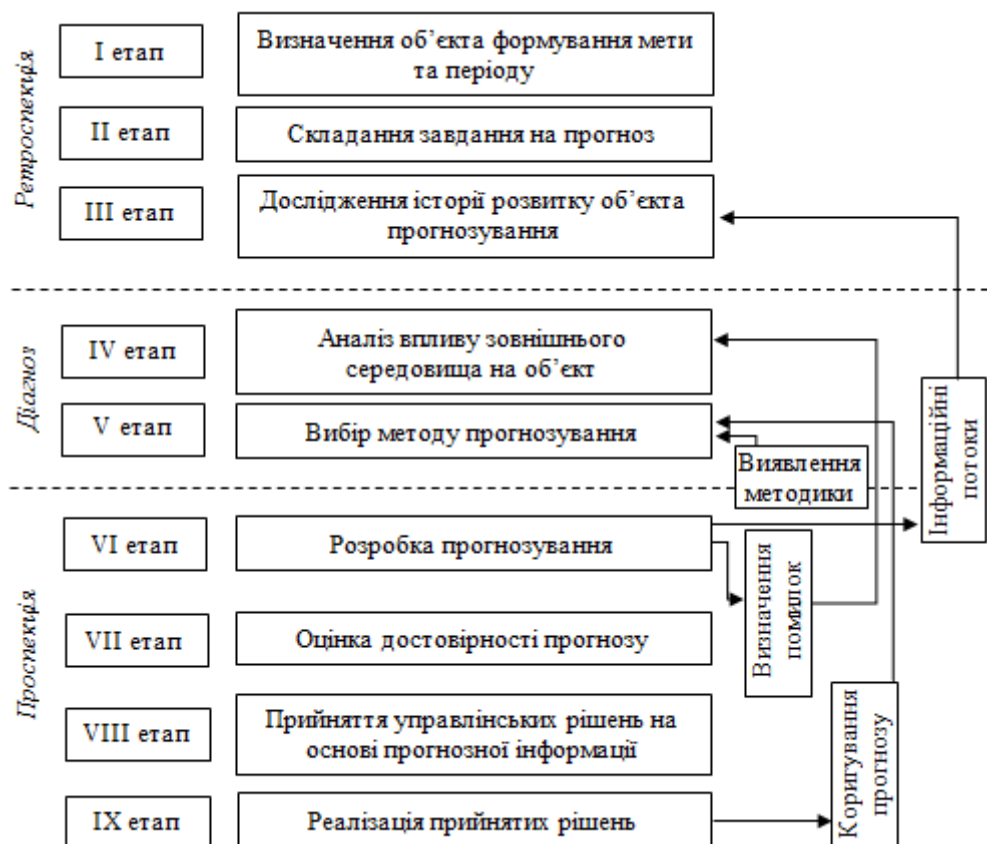 Ретроспекція
I етап
Визначення об’єкта формування мети
та періоду
II етап
Складання завдання на прогноз
III етап
Дослідження історії розвитку об’єкта
прогнозування
Діагноз
IV етап
Аналіз впливу зовнішнього
середовища на об’єкт
V етап
Вибір методу прогнозування
Виявлення
методики
Інформаційні
потоки
Проспекція
VI етап
Розробка прогнозування
Визначення
помилок
VII етап
Оцінка достовірності прогнозу
VIII етап
Прийняття управлінських рішень на
основі прогнозної інформації
IX етап
Реалізація прийнятих рішень
Коригування
прогнозу